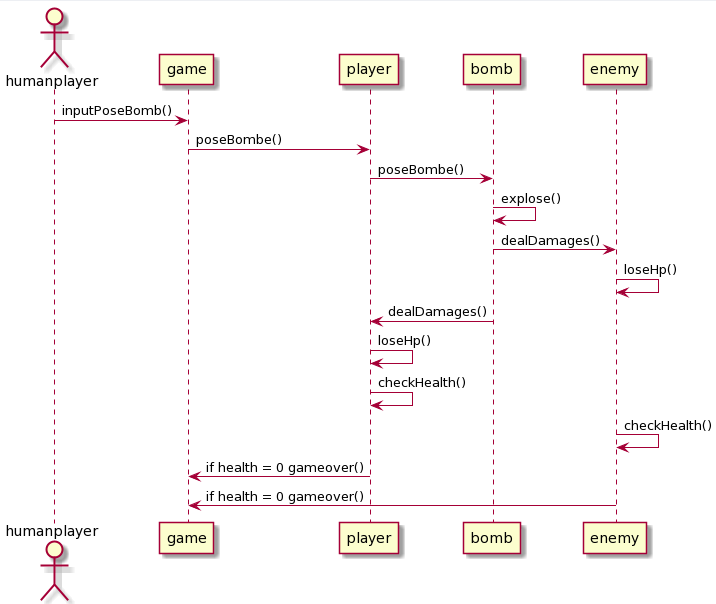 humanplayer
game
player
bomb
enemy
inputPoseBomb()
poseBombe()
poseBombe()
explose()
dealDamages()
loseHp()
dealDamages()
loseHp()
checkHealth()
checkHealth()
if health = 0 gameover()
if health = 0 gameover()
humanplayer
game
player
bomb
enemy